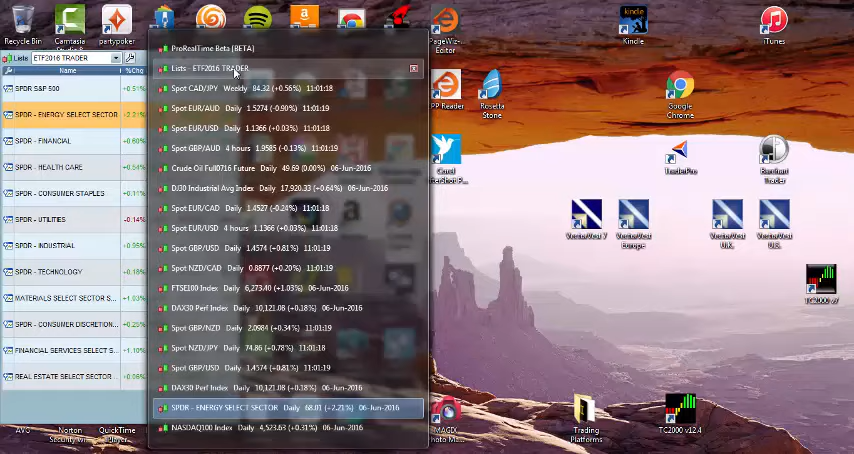 Recycle Bin
Camtasia
partypoker
Lists
ETF2016 TRADER
Name
%Chg
SPDR S&P 500
+0.51%
SPDR - ENERGY SELECT SECTOR
+2.21%
SPDR - FINANCIAL
+0.60%
SPDR - HEALTH CARE
+0.54%
SPDR - CONSUMER STAPLES
+0.11%
SPDR - UTILITIES
-0.14%
SPDR - INDUSTRIAL
+0.95%
SPDR - TECHNOLOGY
+0.18%
MATERIALS SELECT SECTOR S...
+1.03%
SPDR - CONSUMER DISCRETION...
+0.25%
FINANCIAL SERVICES SELECT S...
+1.10%
REAL ESTATE SELECT SECTOR...
+0.06%
AVG
Norton
Security wi...
QuickTime
Player
ProRealTime Beta [BETA]
Lists - ETF2016 TRADER
Spot CAD/JPY Weekly 84.32 (+0.56%) 11:01:18
Spot EUR/AUD Daily 1.5274 (-0.90%) 11:01:19
Spot EUR/USD Daily 1.1366 (+0.03%) 11:01:18
Spot GBP/AUD 4 hours 1.9585 (-0.13%) 11:01:19
Crude Oil Full0716 Future Daily 49.69 (0.00%) 06-Jun-2016
DJ30 Industrial Avg Index Daily 17,920.33 (+0.64%) 06-Jun-2016
Spot EUR/CAD Daily 1.4527 (-0.24%) 11:01:19
Spot EUR/USD 4 hours 1.1366 (+0.03%) 11:01:18
Spot GBP/USD Daily 1.4574 (+0.81%) 11:01:19
Spot NZD/CAD Daily 0.8877 (+0.20%) 11:01:19
FTSE100 Index Daily 6,273.40 (+1.03%) 06-Jun-2016
DAX30 Perf Index Daily 10,121.08 (+0.18%) 06-Jun-2016
Spot GBP/NZD Daily 2.0984 (+0.34%) 11:01:19
Spot NZD/JPY Daily 74.86 (+0.78%) 11:01:18
Spot GBP/USD Daily 1.4574 (+0.81%) 11:01:19
DAX30 Perf Index Daily 10,121.08 (+0.18%) 06-Jun-2016
SPDR - ENERGY SELECT SECTOR Daily 68.01 (+2.21%) 06-Jun-2016
NASDAQ100 Index Daily 4,523.63 (+0.31%) 06-Jun-2016
PageWiz-...
Editor
Kindle
iTunes
PP Reader
Rosetta
Stone
Google
Chrome
TraderPro
Trader
VectorVest 7
VectorVest
Europe
VectorVest
U.K.
VectorVest
U.S.
TC2000 v7
MAGIX
Photo Ma...
Trading
Platforms
TC2000 v12.4